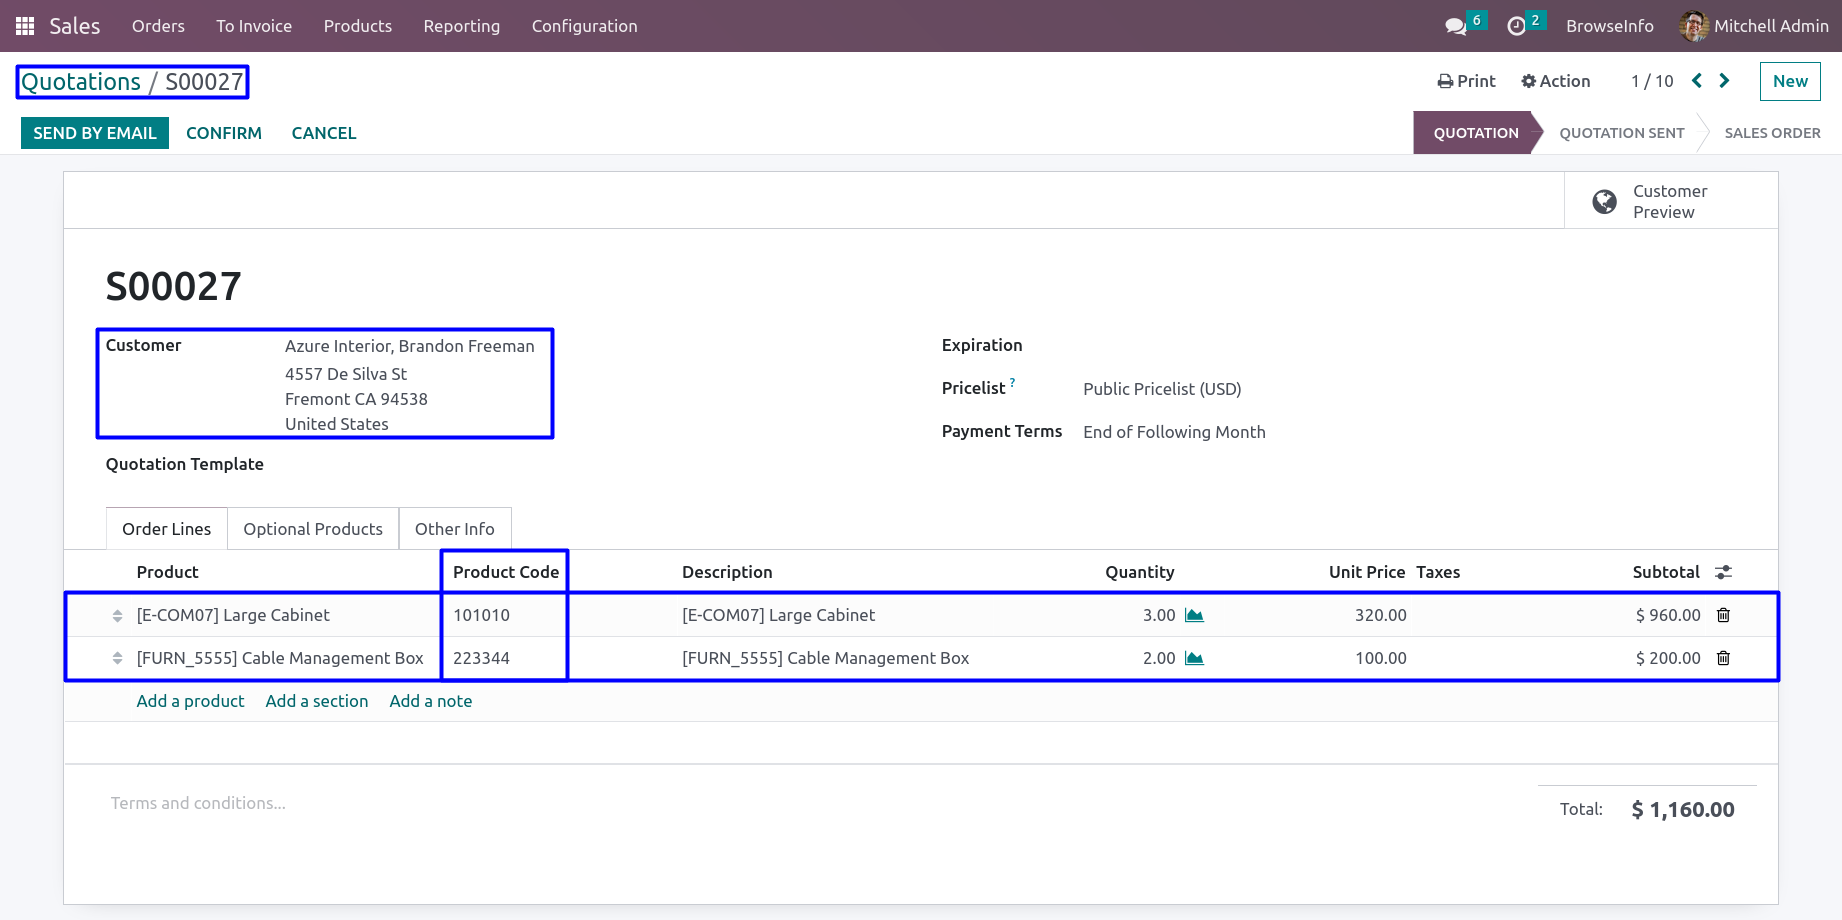 Sales Orders To Invoice Products Reporting Configuration 6 2 BrowseInfo Mitchell Admin
Quotations / S00027 Print Action 1 / 10 New
SEND BY EMAIL CONFIRM CANCEL QUOTATION QUOTATION SENT SALES ORDER
Customer
Preview
S00027
Customer Azure Interior, Brandon Freeman Expiration
4557 De Silva St
Fremont CA 94538
United States
Pricelist ? Public Pricelist (USD)
Payment Terms End of Following Month
Quotation Template
Order Lines Optional Products Other Info
Product Product Code Description Quantity Unit Price Taxes Subtotal
[E-COM07] Large Cabinet 101010 [E-COM07] Large Cabinet 3.00 320.00 $ 960.00
[FURN_5555] Cable Management Box 223344 [FURN_5555] Cable Management Box 2.00 100.00 $ 200.00
Add a product Add a section Add a note
Terms and conditions...
Total: $ 1,160.00